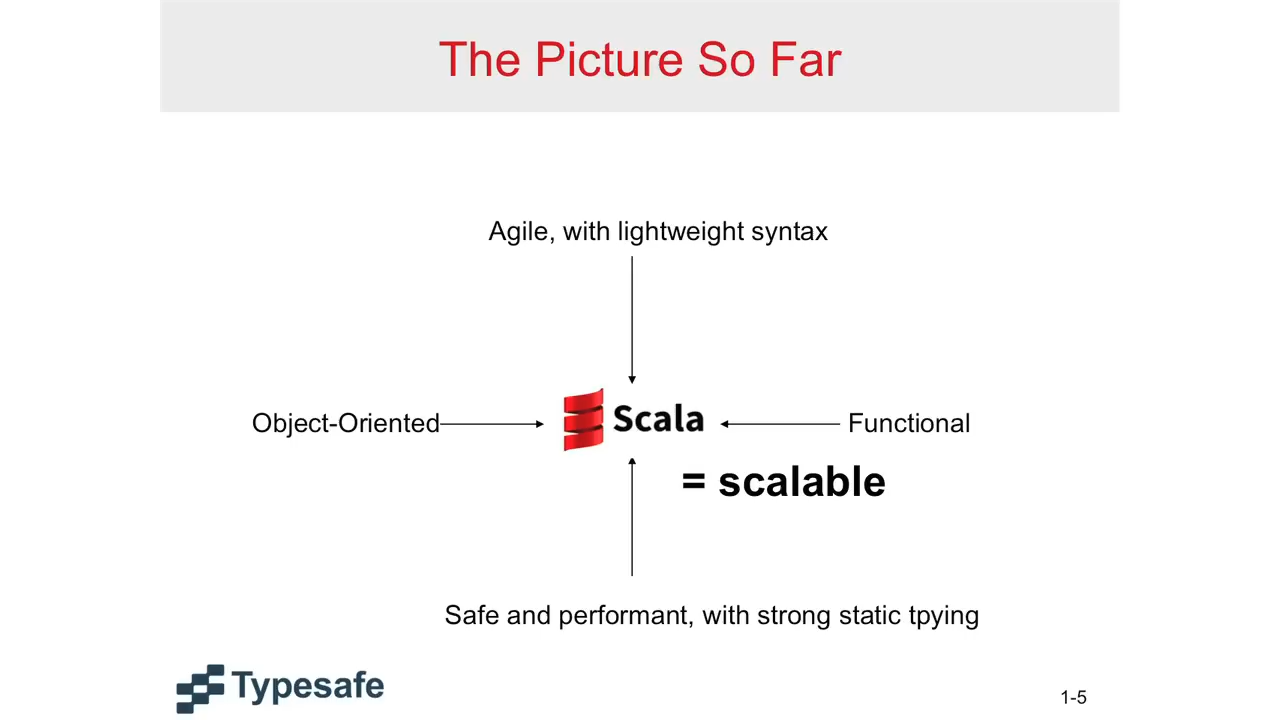 The Picture So Far
Agile, with lightweight syntax
Object-Oriented
Scala
Functional
= scalable
Safe and performant, with strong static tpying
Typesafe
1-5